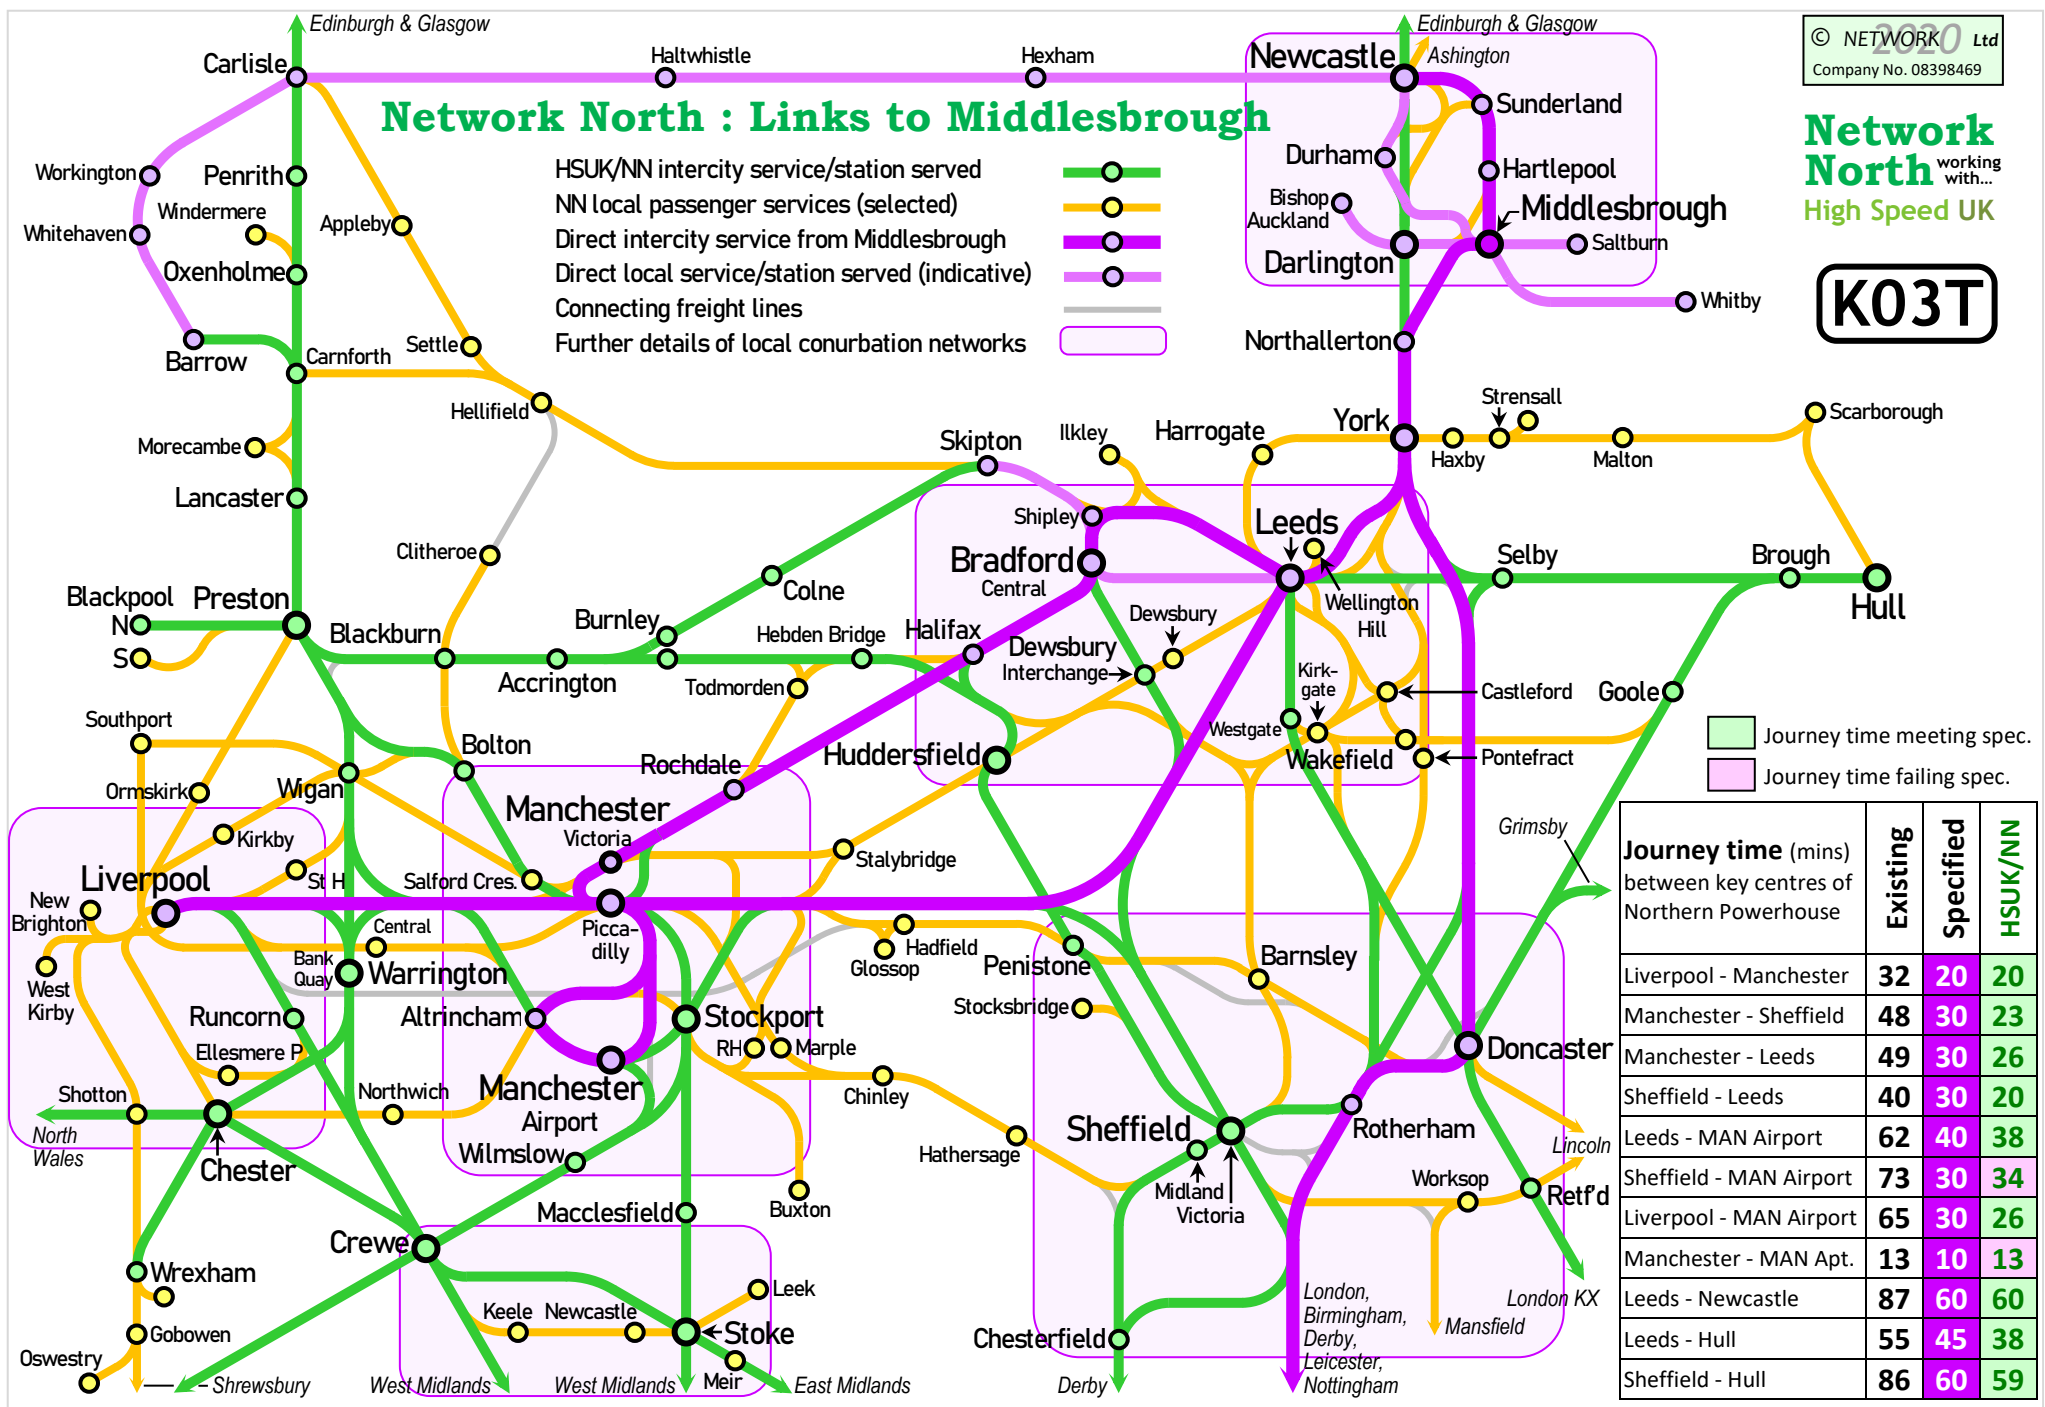 Edinburgh & Glasgow
Edinburgh & Glasgow
© NETWORK 2020 Ltd
Company No. 08398469
Carlisle
Haltwhistle
Hexham
Newcastle
Ashington
Network North : Links to Middlesbrough
Sunderland
Network
North working
with...
High Speed UK
HSUK/NN intercity service/station served
NN local passenger services (selected)
Direct intercity service from Middlesbrough
Direct local service/station served (indicative)
Connecting freight lines
Further details of local conurbation networks
Workington
Penrith
Windermere
Whitehaven
Appleby
Oxenholme
Durham
Hartlepool
Bishop
Auckland
Middlesbrough
Saltburn
Darlington
Whitby
K03T
Barrow
Carnforth
Settle
Northallerton
Hellifield
Morecambe
Skipton
Ilkley
Harrogate
York
Strensall
Haxby
Malton
Scarborough
Lancaster
Clitheroe
Shipley
Leeds
Bradford
Central
Selby
Brough
Hull
Colne
Wellington
Hill
Blackpool
N
S
Preston
Blackburn
Burnley
Hebden Bridge
Halifax
Dewsbury
Dewsbury
Interchange
Accrington
Todmorden
Kirk-
gate
Castleford
Goole
Southport
Westgate
Wakefield
Pontefract
Bolton
Rochdale
Huddersfield
Journey time meeting spec.
Journey time failing spec.
Ormskirk
Wigan
Manchester
Victoria
Kirkby
St H
Salford Cres.
Stalybridge
Grimsby
Liverpool
New
Brighton
Central
Picca-
dilly
Hadfield
Glossop
Penistone
Barnsley
West
Kirby
Bank
Quay
Warrington
Stocksbridge
Runcorn
Altrincham
Stockport
RH
Marple
Doncaster
Ellesmere P
Shotton
Northwich
Manchester
Airport
Chinley
North
Wales
Chester
Wilmslow
Hathersage
Sheffield
Rotherham
Lincoln
Midland
Victoria
Worksop
Retf'd
Buxton
Macclesfield
Crewe
Wrexham
Leek
Keele
Newcastle
Stoke
Gobowen
Oswestry
Meir
Shrewsbury
West Midlands
West Midlands
East Midlands
Chesterfield
Derby
London,
Birmingham,
Derby,
Leicester,
Nottingham
Mansfield
London KX
Journey time (mins)
between key centres of
Northern Powerhouse
Existing
Specified
HSUK/NN
Liverpool - Manchester 32 20 20
Manchester - Sheffield 48 30 23
Manchester - Leeds 49 30 26
Sheffield - Leeds 40 30 20
Leeds - MAN Airport 62 40 38
Sheffield - MAN Airport 73 30 34
Liverpool - MAN Airport 65 30 26
Manchester - MAN Apt. 13 10 13
Leeds - Newcastle 87 60 60
Leeds - Hull 55 45 38
Sheffield - Hull 86 60 59